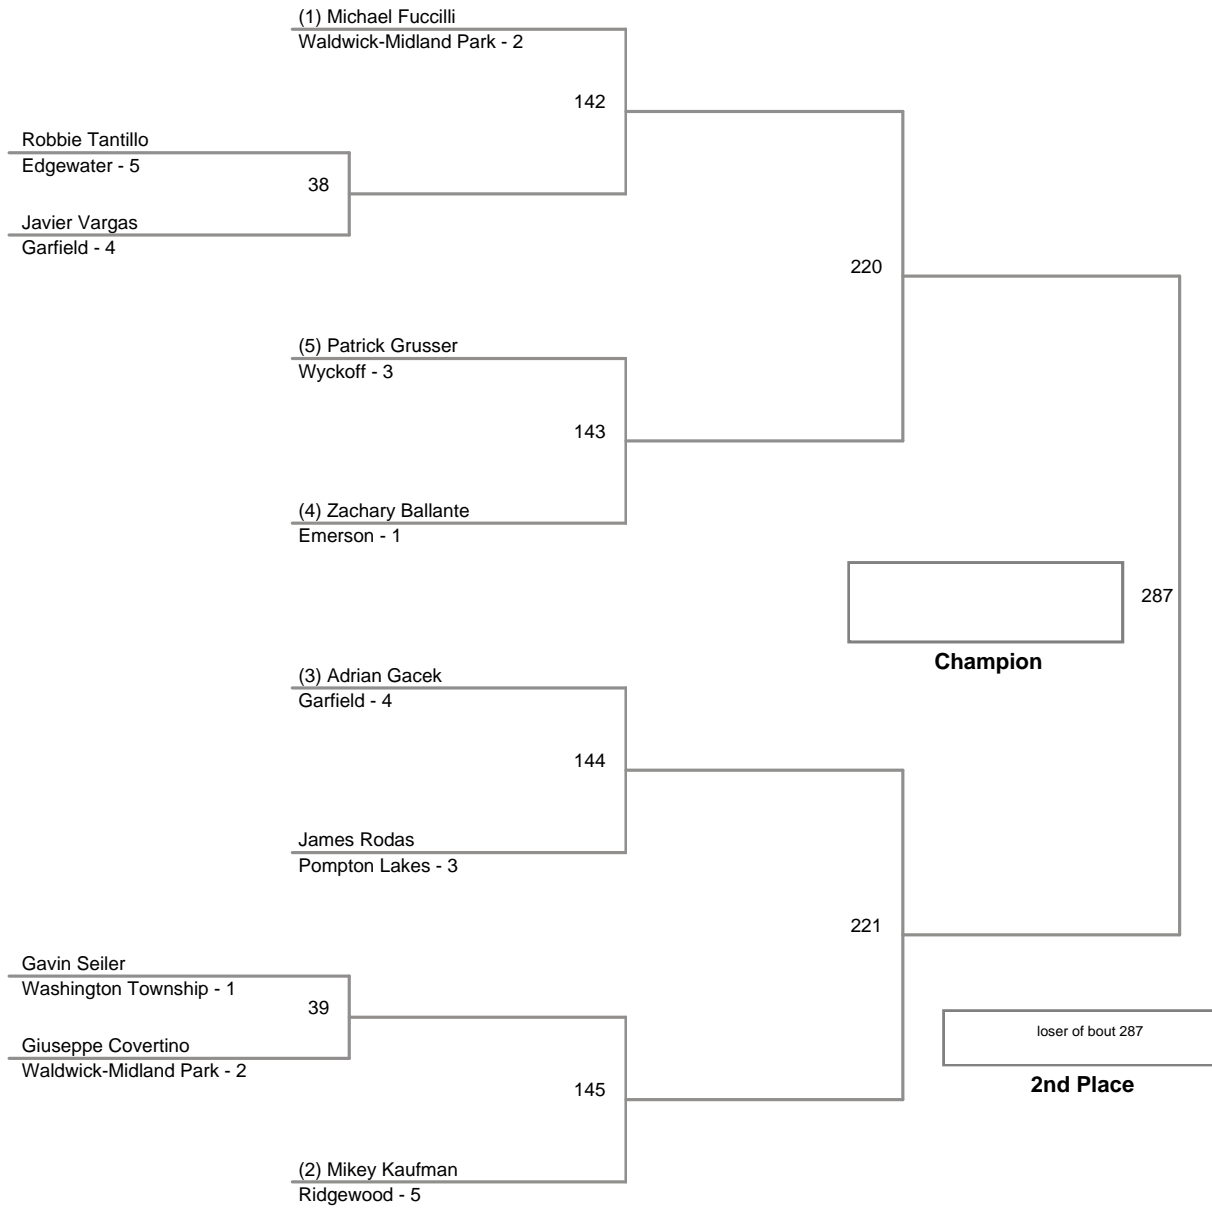 (1) Michael Fuccilli
Waldwick-Midland Park - 2
142
Robbie Tantillo
Edgewater - 5
38
Javier Vargas
Garfield - 4
220
(5) Patrick Grusser
Wyckoff - 3
143
(4) Zachary Ballante
Emerson - 1
287
Champion
(3) Adrian Gacek
Garfield - 4
144
James Rodas
Pompton Lakes - 3
221
Gavin Seiler
Washington Township - 1
39
Giuseppe Covertino
Waldwick-Midland Park - 2
loser of bout 287
2nd Place
145
(2) Mikey Kaufman
Ridgewood - 5